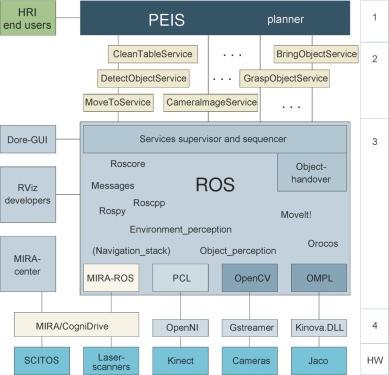 HRI
end users
PEIS
planner
1
CleanTableService
. . .
BringObjectService
2
DetectObjectService
. . .
GraspObjectService
MoveToService
CameraImageService
...
Dore-GUI
Services supervisor and sequencer
3
Roscore
Object-
handover
RViz
developers
Messages
ROS
Roscpp
Rospy
MoveIt!
Environment_perception
Orocos
(Navigation_stack)
Object_perception
MIRA-
center
MIRA-ROS
PCL
OpenCV
OMPL
MIRA/CogniDrive
OpenNI
Gstreamer
Kinova.DLL
4
SCITOS
Laser-
scanners
Kinect
Cameras
Jaco
HW